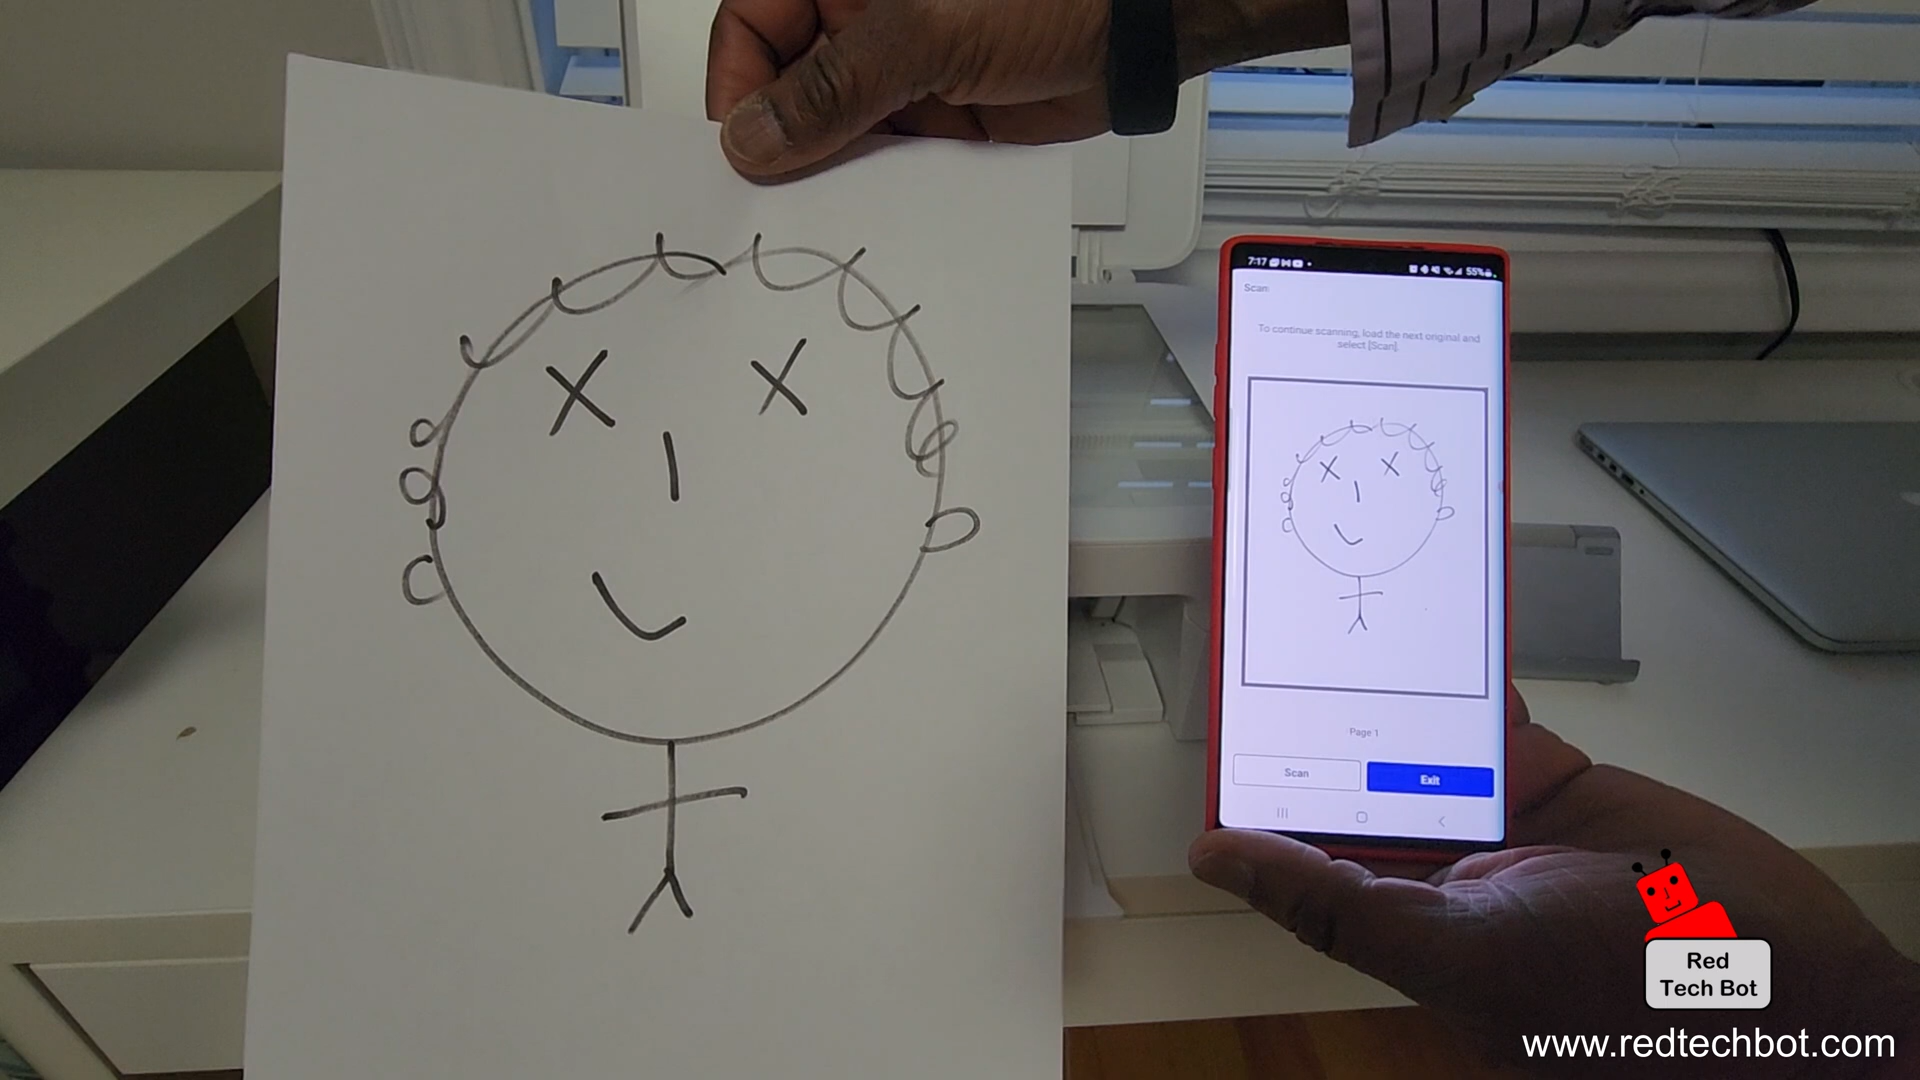 7:17
55%
Scan
To continue scanning, load the next original and
select [Scan].
Page 1
Scan
Exit
Red
Tech Bot
www.redtechbot.com